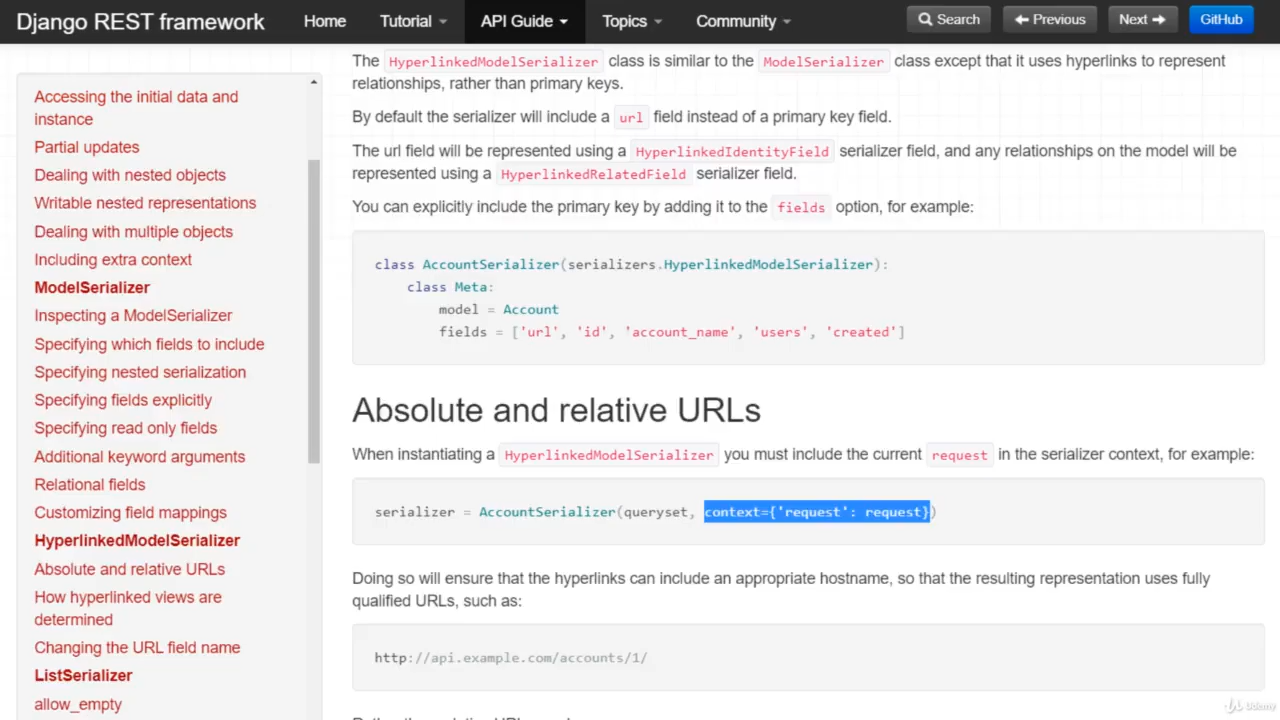 Django REST framework
Home
Tutorial
API Guide
Topics
Community
Search
Previous
Next
GitHub
Accessing the initial data and
instance
Partial updates
Dealing with nested objects
Writable nested representations
Dealing with multiple objects
Including extra context
ModelSerializer
Inspecting a ModelSerializer
Specifying which fields to include
Specifying nested serialization
Specifying fields explicitly
Specifying read only fields
Additional keyword arguments
Relational fields
Customizing field mappings
HyperlinkedModelSerializer
Absolute and relative URLs
How hyperlinked views are
determined
Changing the URL field name
ListSerializer
allow_empty
The HyperlinkedModelSerializer class is similar to the ModelSerializer class except that it uses hyperlinks to represent
relationships, rather than primary keys.
By default the serializer will include a url field instead of a primary key field.
The url field will be represented using a HyperlinkedIdentityField serializer field, and any relationships on the model will be
represented using a HyperlinkedRelatedField serializer field.
You can explicitly include the primary key by adding it to the fields option, for example:
class AccountSerializer(serializers.HyperlinkedModelSerializer):
class Meta:
model = Account
fields = ['url', 'id', 'account_name', 'users', 'created']
Absolute and relative URLs
When instantiating a HyperlinkedModelSerializer you must include the current request in the serializer context, for example:
serializer = AccountSerializer(queryset, context={'request': request})
Doing so will ensure that the hyperlinks can include an appropriate hostname, so that the resulting representation uses fully
qualified URLs, such as:
http://api.example.com/accounts/1/
Udemy